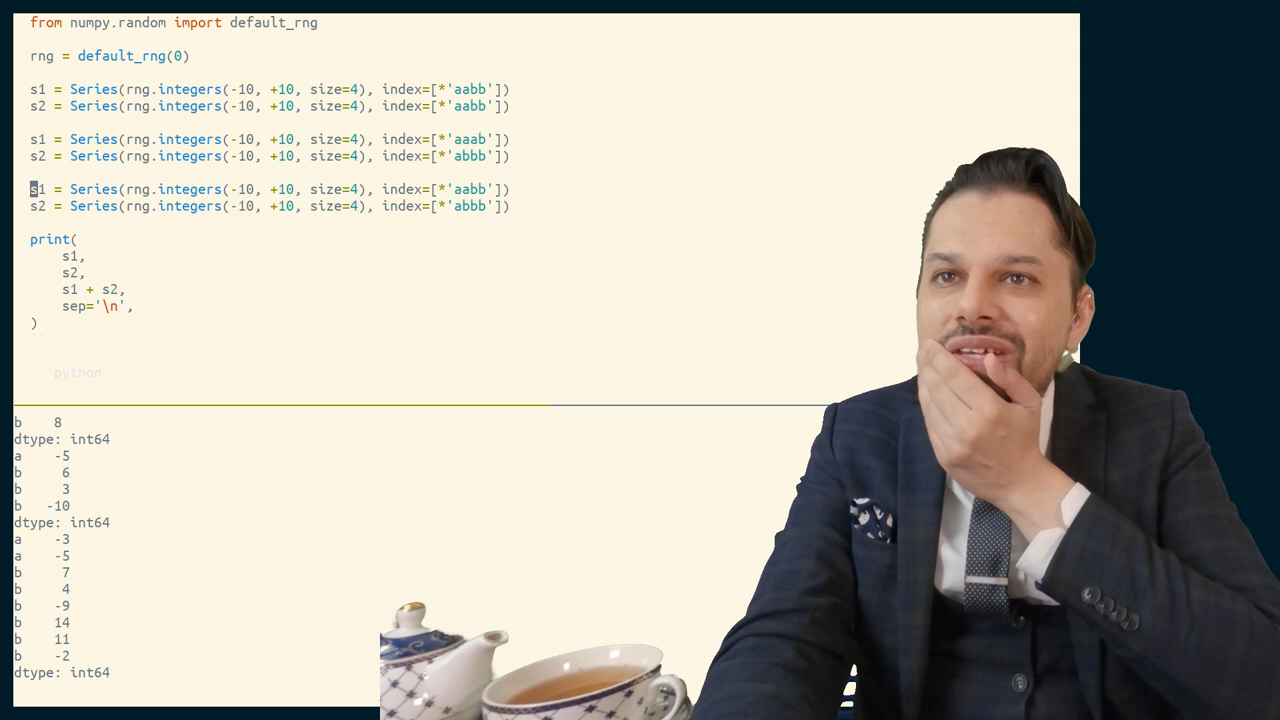 from numpy.random import default_rng
rng = default_rng(0)
s1 = Series(rng.integers(-10, +10, size=4), index=[*'aabb'])
s2 = Series(rng.integers(-10, +10, size=4), index=[*'aabb'])
s1 = Series(rng.integers(-10, +10, size=4), index=[*'aaab'])
s2 = Series(rng.integers(-10, +10, size=4), index=[*'abbb'])
s1 = Series(rng.integers(-10, +10, size=4), index=[*'aabb'])
s2 = Series(rng.integers(-10, +10, size=4), index=[*'abbb'])
print(
    s1,
    s2,
    s1 + s2,
    sep='\n',
)
```
```python
b    8
dtype: int64
a    -5
b     6
b     3
b   -10
dtype: int64
a    -3
a    -5
b     7
b     4
b    -9
b    14
b    11
b    -2
dtype: int64